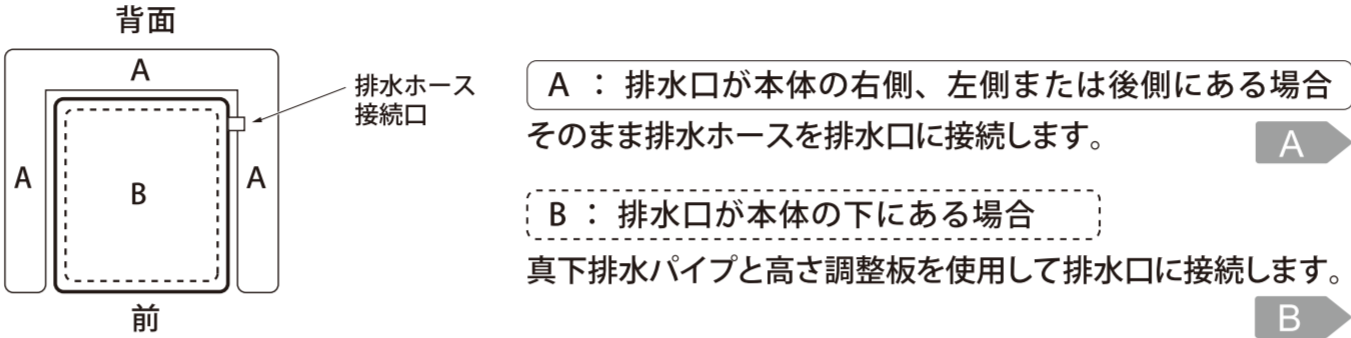 背面
A
A
B
A
前
排水ホース
接続口
A : 排水口が本体の右側、左側または後側にある場合
そのまま排水ホースを排水口に接続します。
A
B : 排水口が本体の下にある場合
真下排水パイプと高さ調整板を使用して排水口に接続します。
B